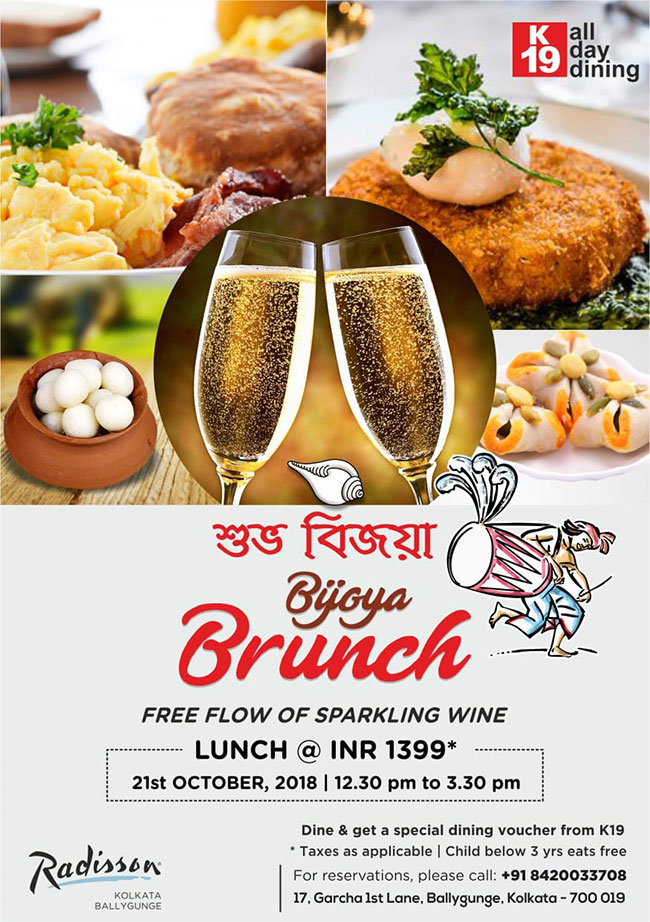 K
19
all
day
dining
শুভ বিজয়া
Bijoya
Brunch
FREE FLOW OF SPARKLING WINE
LUNCH @ INR 1399*
21st OCTOBER, 2018 | 12.30 pm to 3.30 pm
Dine & get a special dining voucher from K19
* Taxes as applicable | Child below 3 yrs eats free
For reservations, please call: +91 8420033708
17, Garcha 1st Lane, Ballygunge, Kolkata - 700 019
Radisson
KOLKATA
BALLYGUNGE